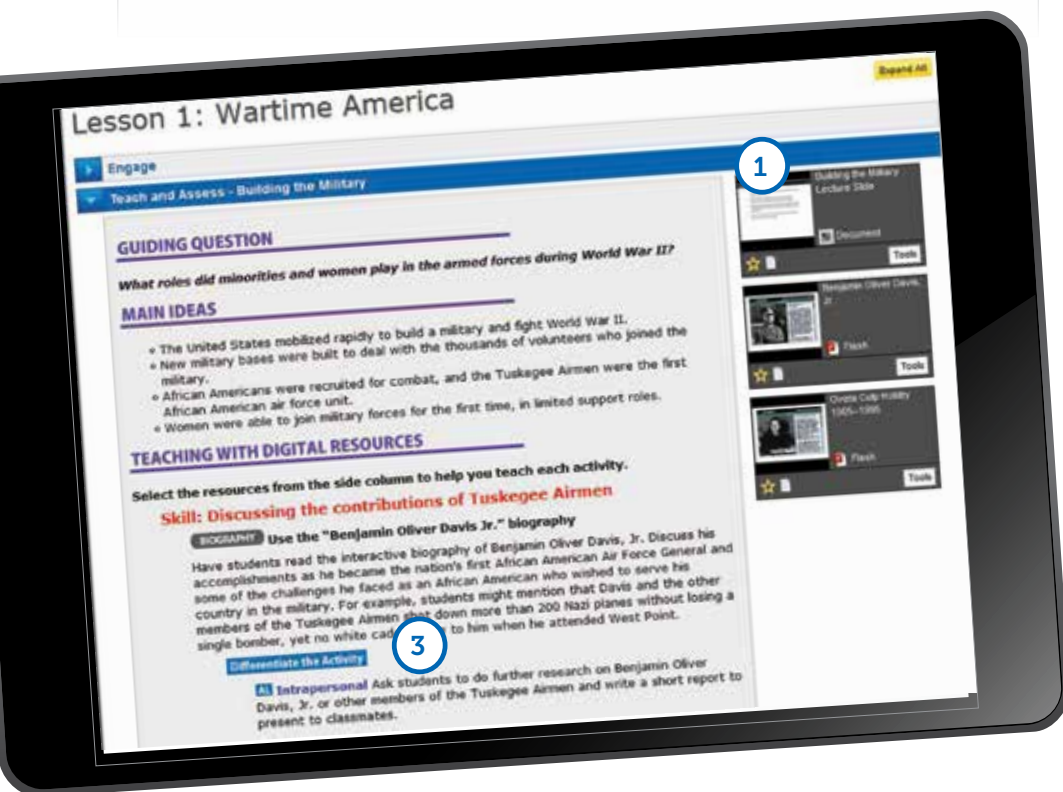 Lesson 1: Wartime America
Expand All
Engage
Teach and Assess - Building the Military
1
GUIDING QUESTION
What roles did minorities and women play in the armed forces during World War II?
MAIN IDEAS
The United States mobilized rapidly to build a military and fight World War II.
New military bases were built to deal with the thousands of volunteers who joined the
military.
African Americans were recruited for combat, and the Tuskegee Airmen were the first
African American air force unit.
Women were able to join military forces for the first time, in limited support roles.
TEACHING WITH DIGITAL RESOURCES
Select the resources from the side column to help you teach each activity.
Skill: Discussing the contributions of Tuskegee Airmen
BIOGRAPHY Use the "Benjamin Oliver Davis Jr." biography
Have students read the interactive biography of Benjamin Oliver Davis, Jr. Discuss his
accomplishments as he became the nation's first African American Air Force General and
some of the challenges he faced as an African American who wished to serve his
country in the military. For example, students might mention that Davis and the other
members of the Tuskegee Airmen shot down more than 200 Nazi planes without losing a
single bomber, yet no white to him when he attended West Point.
3
Differentiate the Activity
AL Intrapersonal Ask students to do further research on Benjamin Oliver
Davis, Jr. or other members of the Tuskegee Airmen and write a short report to
present to classmates.
Building the Military
Lecture Slide
Document
Tools
Benjamin Oliver Davis,
Jr
Flash
Tools
Oveta Culp Hobby
1905–1995
Flash
Tools